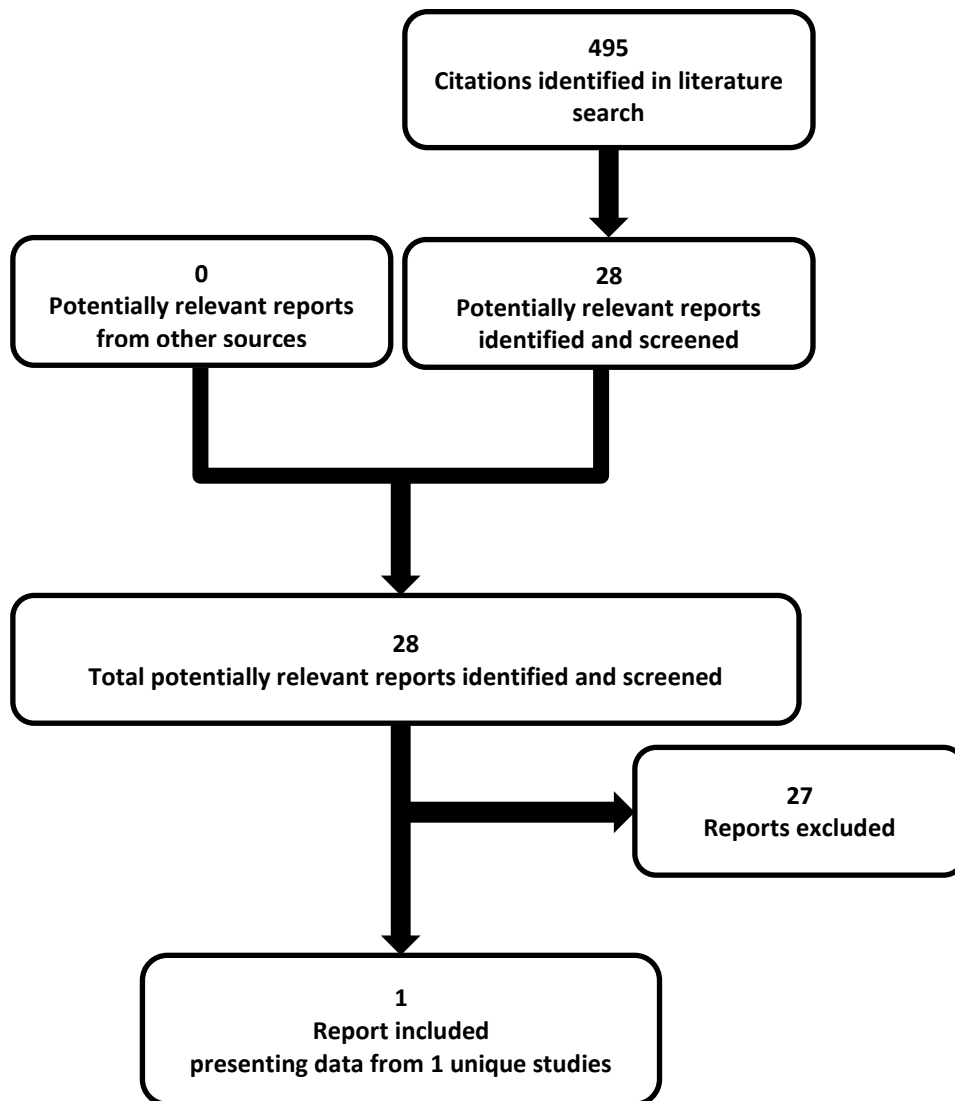 495
Citations identified in literature
search
0
Potentially relevant reports
from other sources
28
Potentially relevant reports
identified and screened
28
Total potentially relevant reports identified and screened
27
Reports excluded
1
Report included
presenting data from 1 unique studies